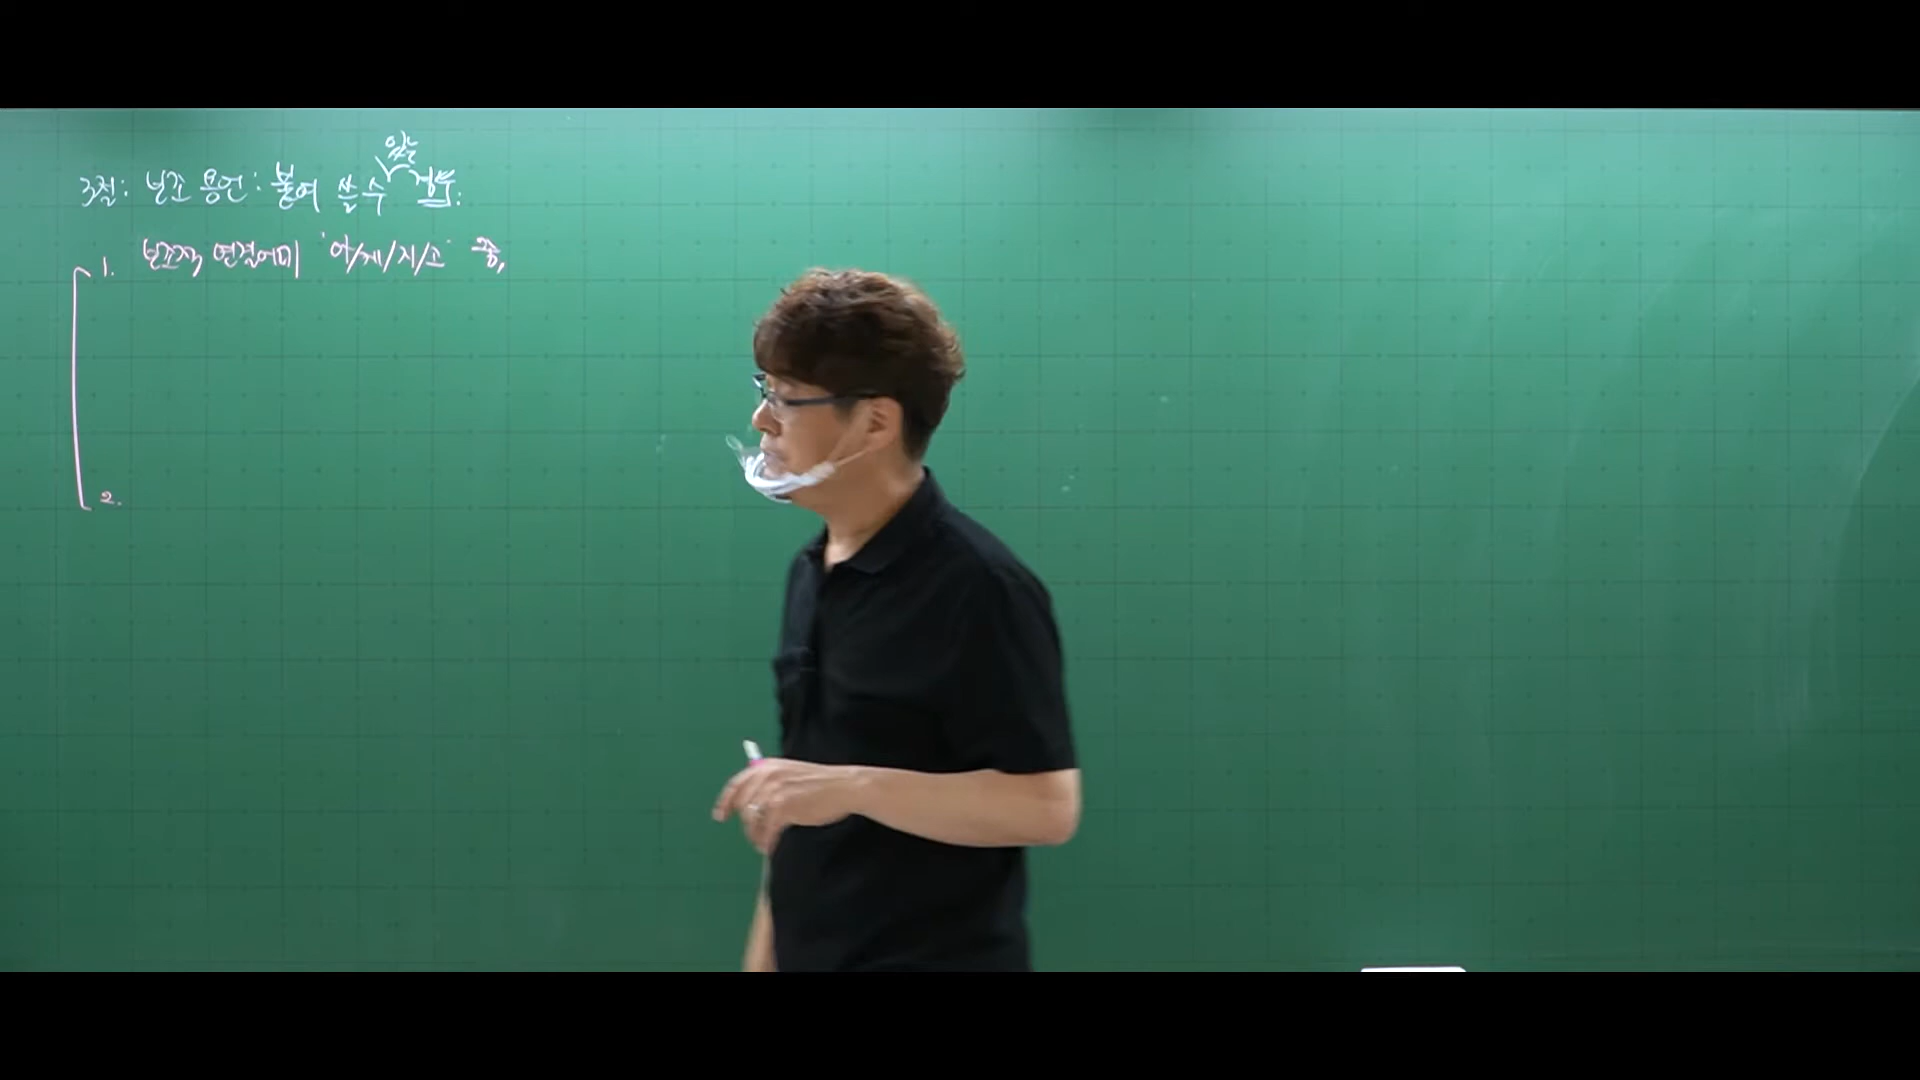 3절: 보조 용언: 붙여 쓸 수 있는 경우.
1. 보조적 연결어미 '아/게/지/고' 중,
2.